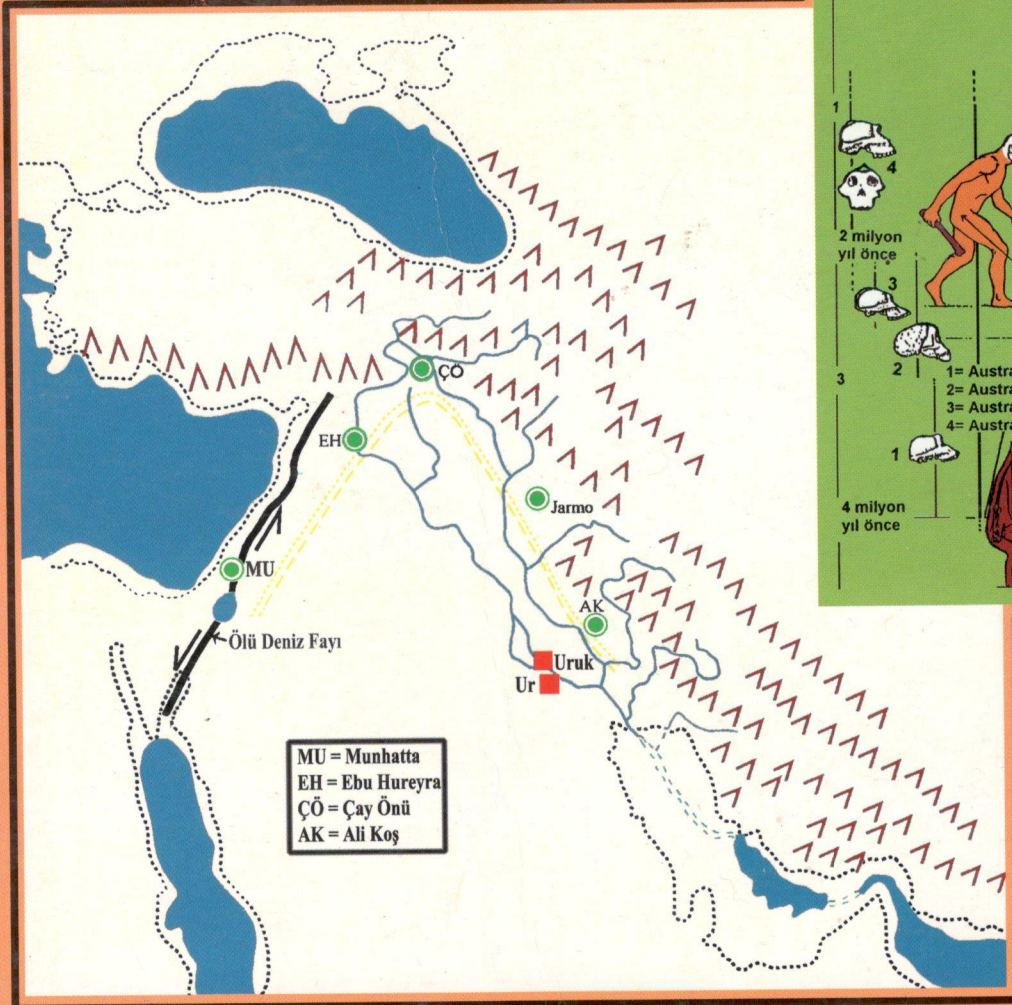 ÇÖ
EH
Jarmo
MU
AK
Ölü Deniz Fayı
Uruk
Ur
MU = Munhatta
EH = Ebu Hureyra
ÇÖ = Çay Önü
AK = Ali Koş
1
4
2 milyon
yıl önce
3
2
3
1= Austra
2= Austra
3= Austra
4= Austra
1
4 milyon
yıl önce